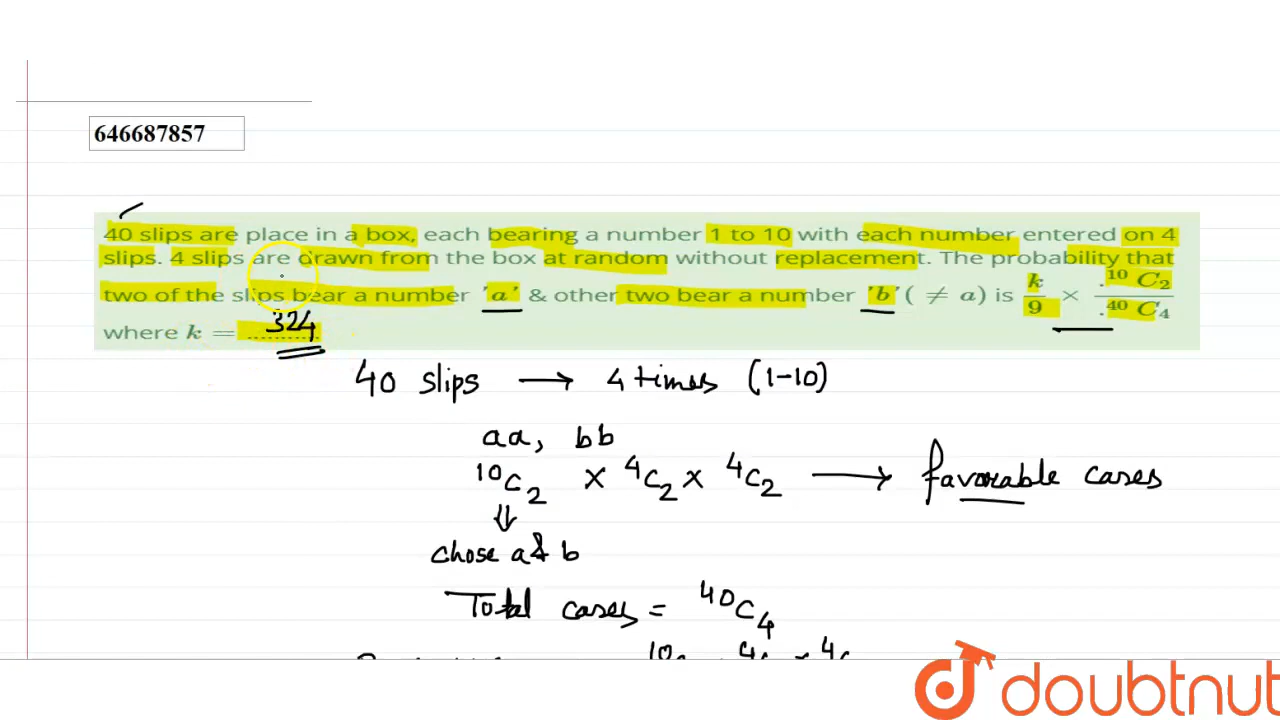 646687857
40 slips are place in a box, each bearing a number 1 to 10 with each number entered on 4
slips. 4 slips are drawn from the box at random without replacement. The probability that
two of the slips bear a number 'a' & other two bear a number 'b'(≠ a) is k/9 × .¹⁰C₂/.⁴⁰C₄
where k = ............. 324
40 slips → 4 times (1-10)
aa, bb
¹⁰C₂ × ⁴C₂ × ⁴C₂ → favorable cases
⇓
chose a & b
Total cases = ⁴⁰C₄
doubtnut